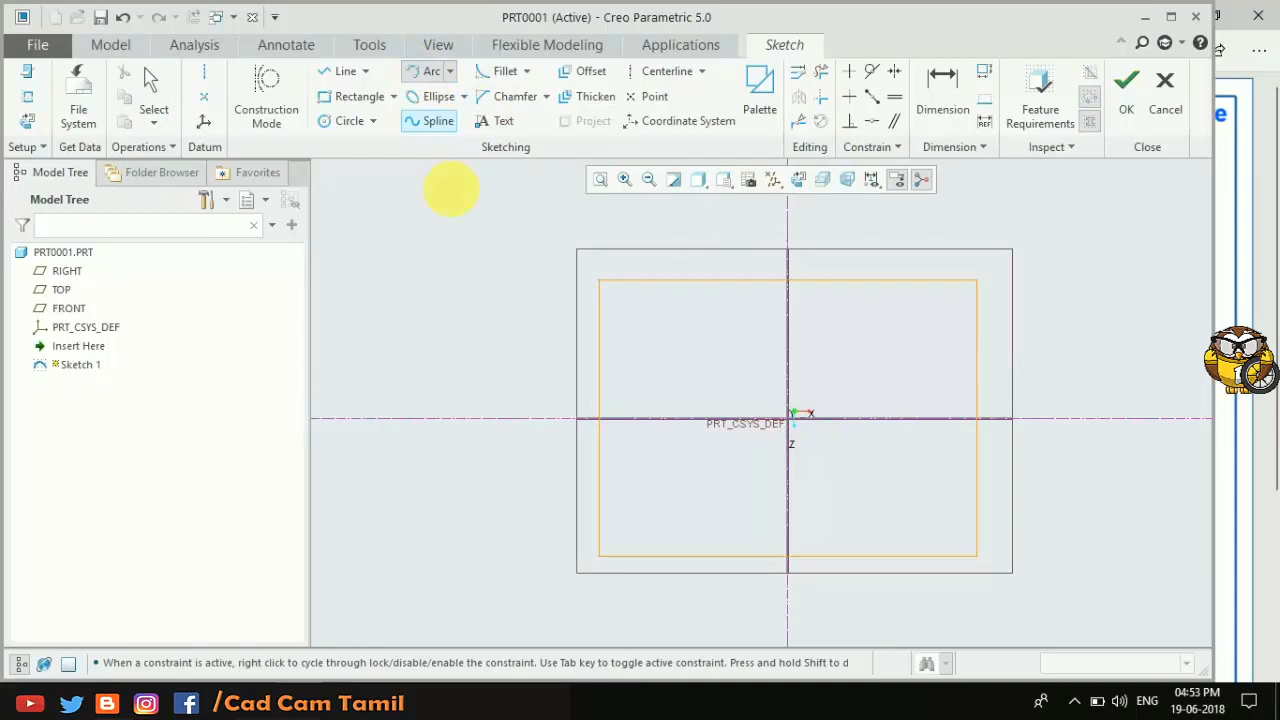 PRT0001 (Active) - Creo Parametric 5.0
File Model Analysis Annotate Tools View Flexible Modeling Applications Sketch
Line Arc Fillet Offset Centerline
Rectangle Ellipse Chamfer Thicken Point
Circle Spline Text Project Coordinate System
File System
Select
Construction Mode
Palette
Dimension
Feature Requirements
OK Cancel
Setup Get Data Operations Datum Sketching Editing Constrain Dimension Inspect Close
Model Tree Folder Browser Favorites
Model Tree
PRT0001.PRT
RIGHT
TOP
FRONT
PRT_CSYS_DEF
Insert Here
Sketch 1
X
PRT_CSYS_DEF
Z
e
• When a constraint is active, right click to cycle through lock/disable/enable the constraint. Use Tab key to toggle active constraint. Press and hold Shift to d
/Cad Cam Tamil
ENG
04:53 PM
19-06-2018